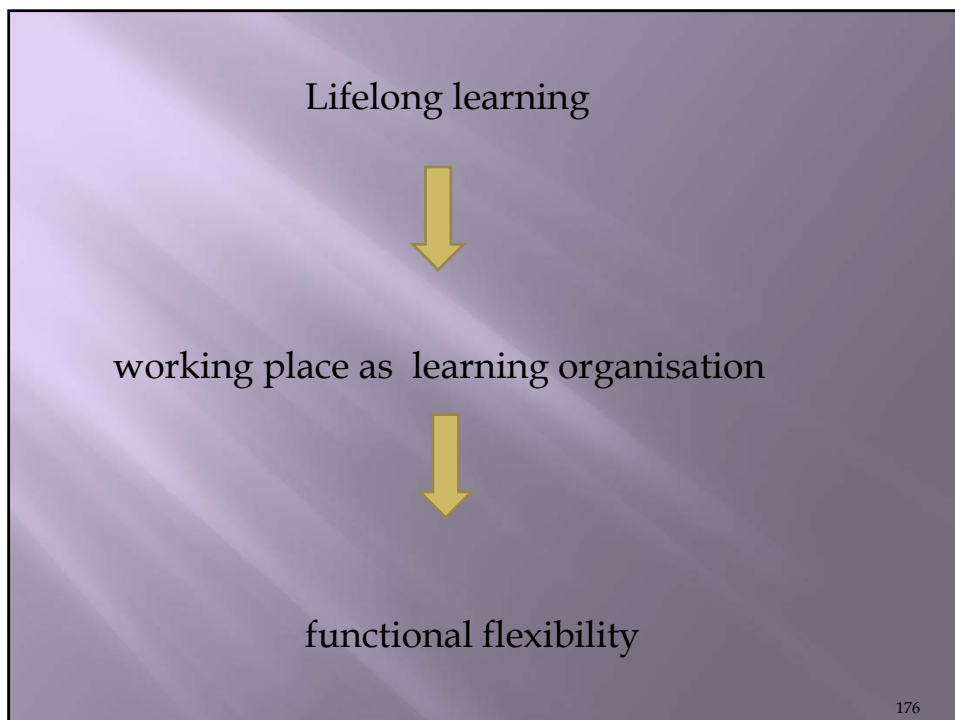 Lifelong learning
working place as  learning organisation
functional flexibility
176